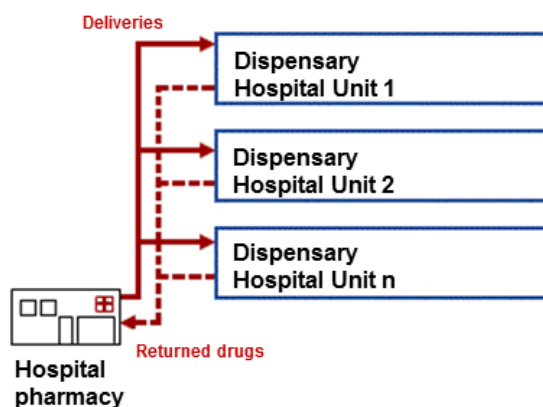 Deliveries
Dispensary
Hospital Unit 1
Dispensary
Hospital Unit 2
Dispensary
Hospital Unit n
Returned drugs
Hospital
pharmacy